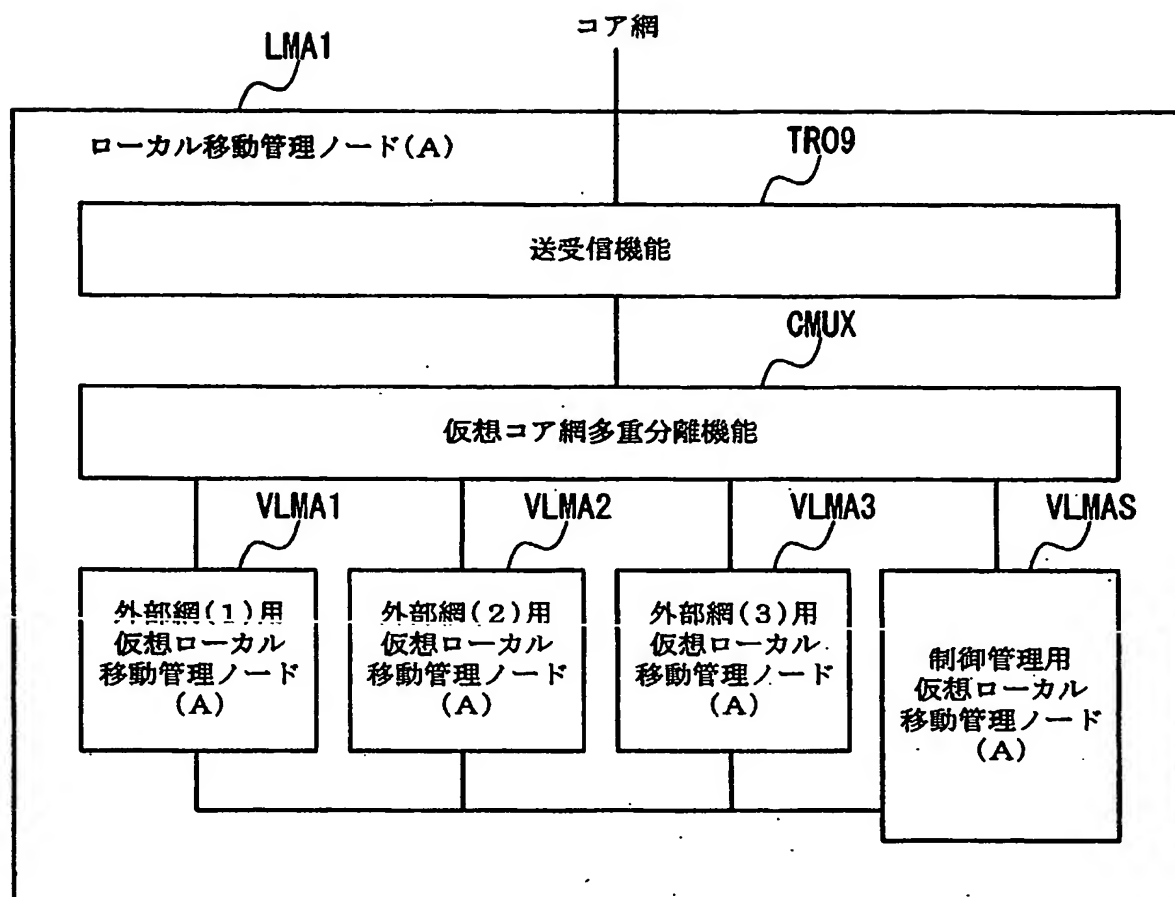 コア網
LMA1
ローカル移動管理ノード(A)
TR09
送受信機能
CMUX
仮想コア網多重分離機能
VLMA1
VLMA2
VLMA3
VLMAS
外部網(1)用
仮想ローカル
移動管理ノード
(A)
外部網(2)用
仮想ローカル
移動管理ノード
(A)
外部網(3)用
仮想ローカル
移動管理ノード
(A)
制御管理用
仮想ローカル
移動管理ノード
(A)